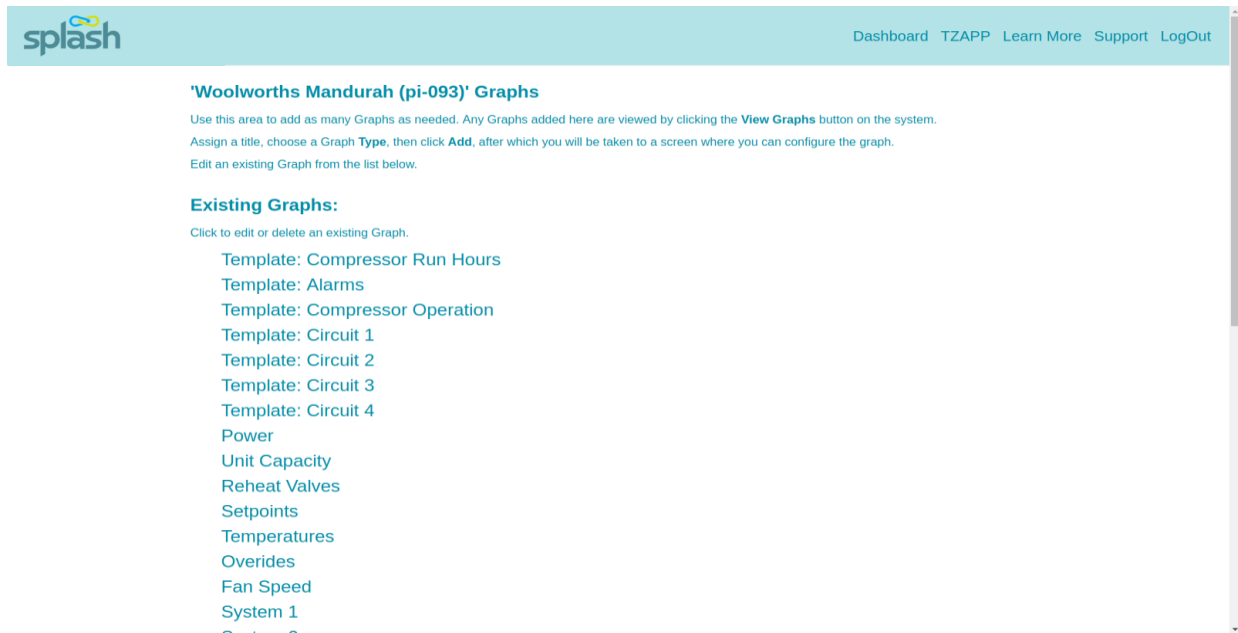 splash
Dashboard TZAPP Learn More Support LogOut
'Woolworths Mandurah (pi-093)' Graphs
Use this area to add as many Graphs as needed. Any Graphs added here are viewed by clicking the View Graphs button on the system.
Assign a title, choose a Graph Type, then click Add, after which you will be taken to a screen where you can configure the graph.
Edit an existing Graph from the list below.
Existing Graphs:
Click to edit or delete an existing Graph.
Template: Compressor Run Hours
Template: Alarms
Template: Compressor Operation
Template: Circuit 1
Template: Circuit 2
Template: Circuit 3
Template: Circuit 4
Power
Unit Capacity
Reheat Valves
Setpoints
Temperatures
Overides
Fan Speed
System 1